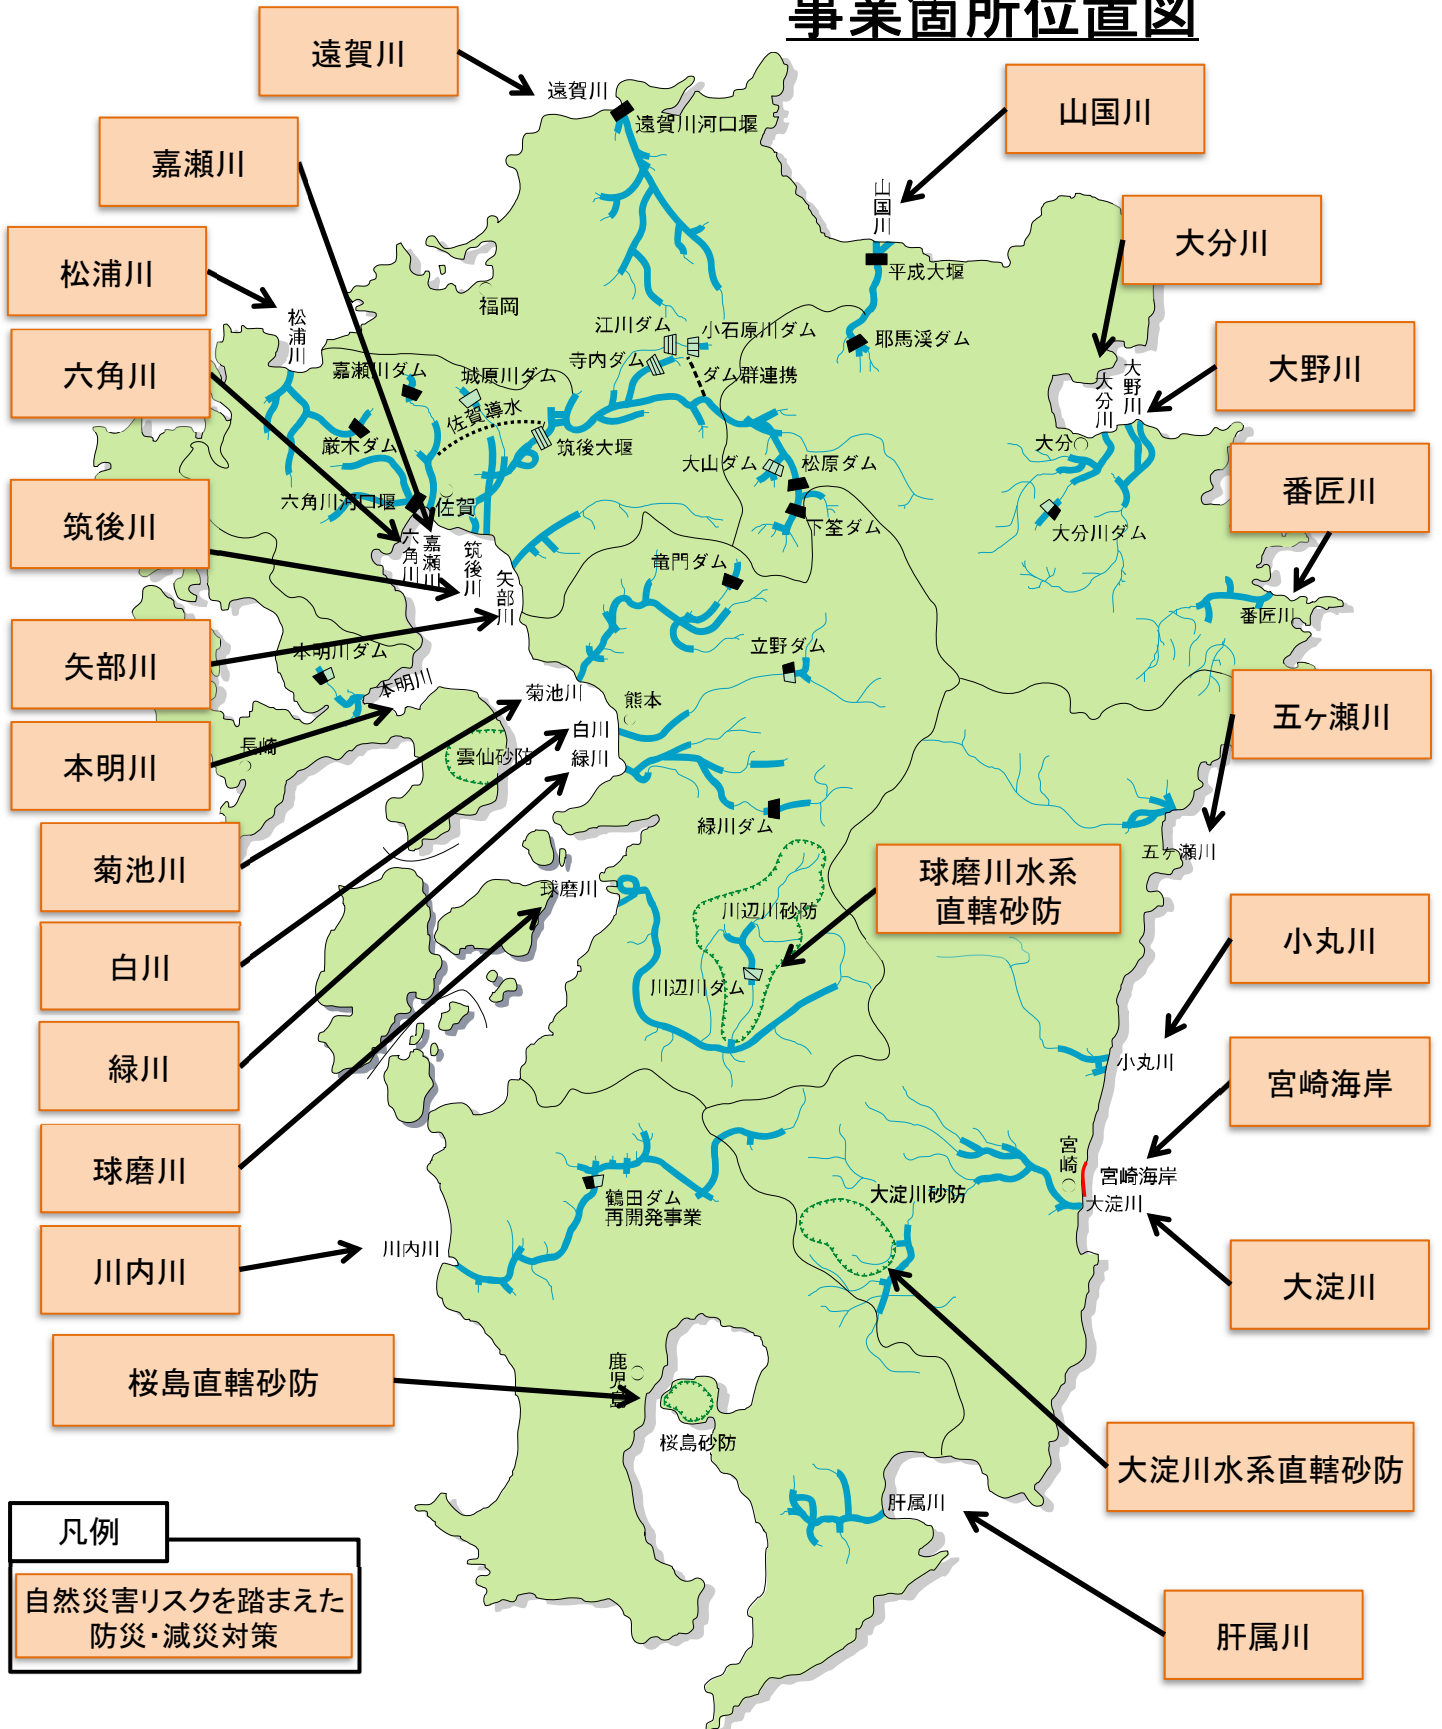 事業箇所位置図
遠賀川
嘉瀬川
松浦川
六角川
筑後川
矢部川
本明川
菊池川
白川
緑川
球磨川
川内川
桜島直轄砂防
山国川
大分川
大野川
番匠川
五ヶ瀬川
球磨川水系
直轄砂防
小丸川
宮崎海岸
大淀川
大淀川水系直轄砂防
肝属川
遠賀川
遠賀川河口堰
山国川
平成大堰
耶馬渓ダム
福岡
江川ダム
小石原川ダム
寺内ダム
ダム群連携
松浦川
嘉瀬川ダム
城原川ダム
佐賀導水
厳木ダム
筑後大堰
大山ダム
松原ダム
下筌ダム
六角川河口堰
佐賀
六角川
嘉瀬川
筑後川
矢部川
大分川
大野川
大分
大分川ダム
番匠川
竜門ダム
立野ダム
本明川ダム
本明川
長崎
雲仙砂防
菊池川
熊本
白川
緑川
緑川ダム
五ヶ瀬川
球磨川
川辺川砂防
川辺川ダム
小丸川
宮崎
宮崎海岸
大淀川
大淀川砂防
鶴田ダム
再開発事業
川内川
鹿児島
桜島砂防
肝属川
凡例
自然災害リスクを踏まえた
防災・減災対策